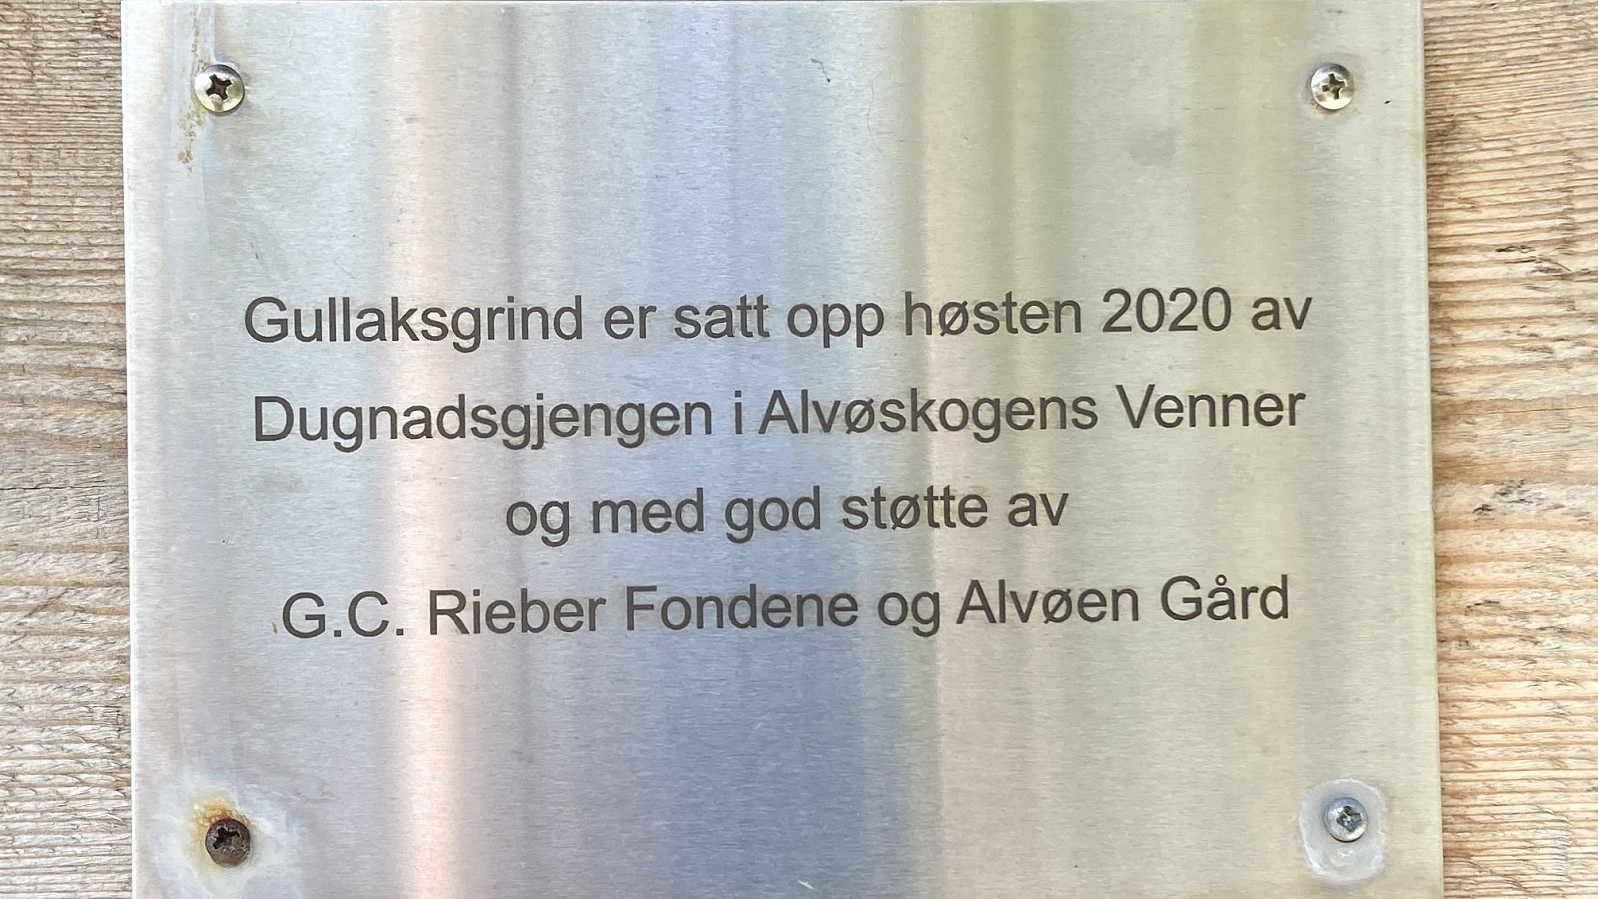 Gullaksgrind er satt opp høsten 2020 av
Dugnadsgjengen i Alvøskogens Venner
og med god støtte av
G.C. Rieber Fondene og Alvøen Gård